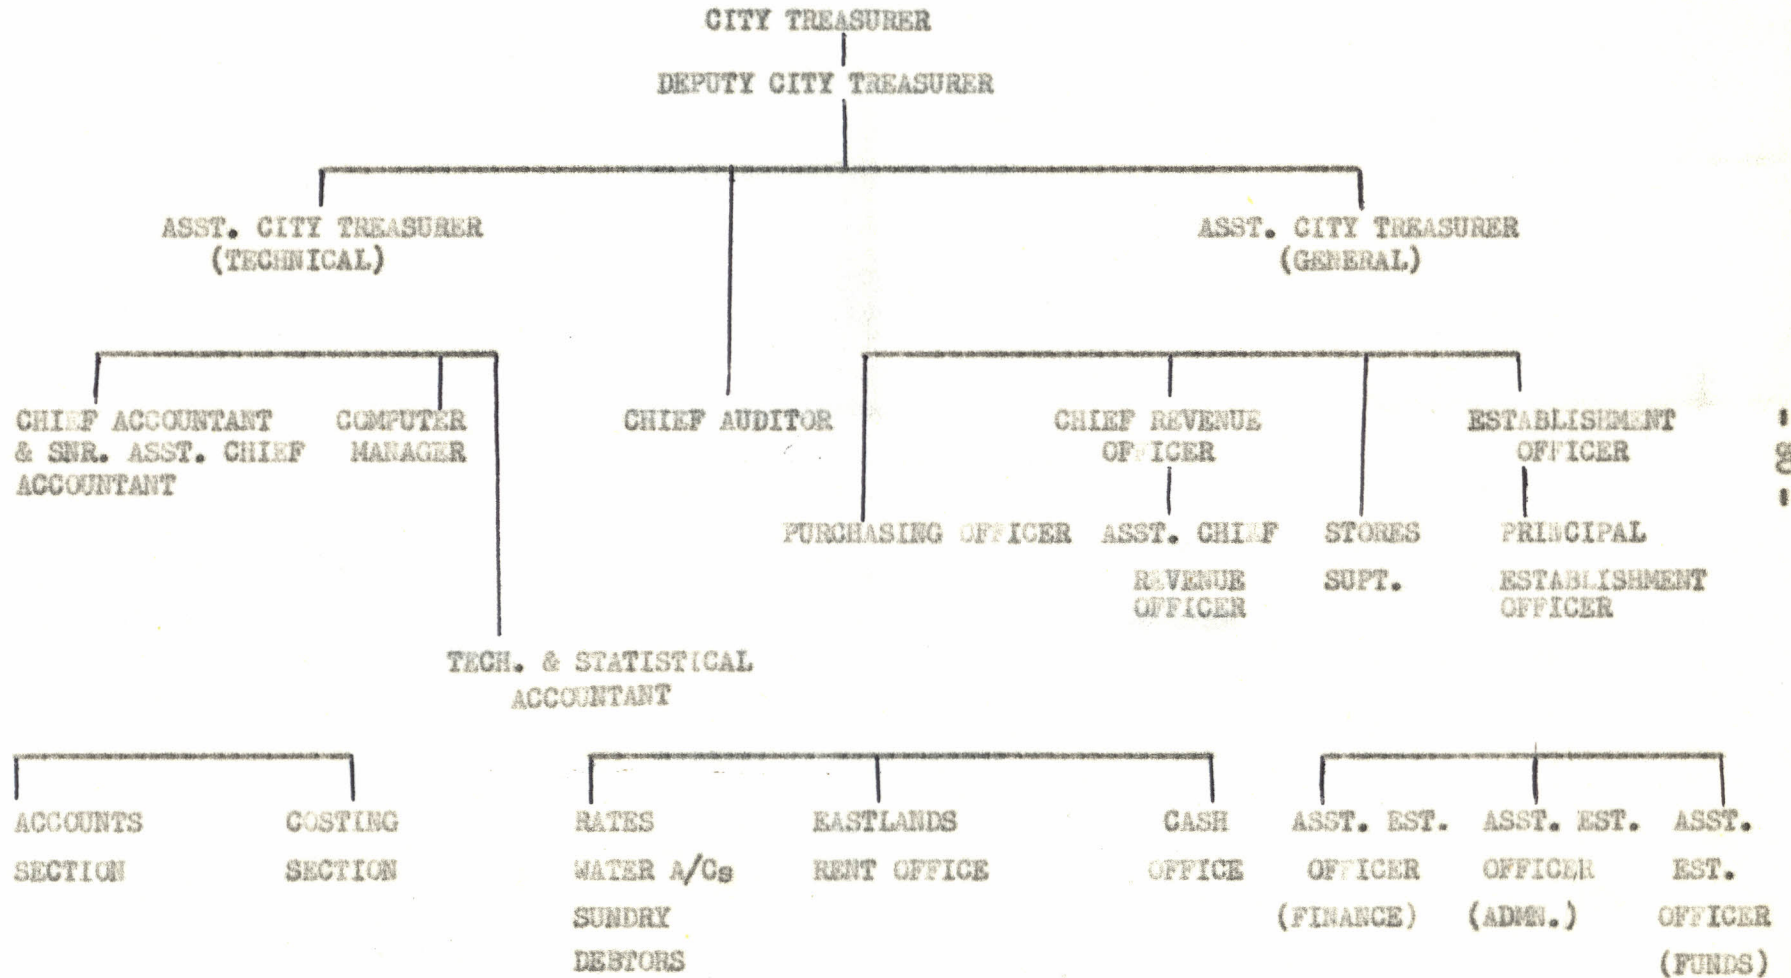 CITY TREASURER
DEPUTY CITY TREASURER
ASST. CITY TREASURER
(TECHNICAL)
ASST. CITY TREASURER
(GENERAL)
CHIEF ACCOUNTANT
& SNR. ASST. CHIEF
ACCOUNTANT
COMPUTER
MANAGER
CHIEF AUDITOR
CHIEF REVENUE
OFFICER
ESTABLISHMENT
OFFICER
PURCHASING OFFICER
ASST. CHIEF
REVENUE
OFFICER
STORES
SUPT.
PRINCIPAL
ESTABLISHMENT
OFFICER
TECH. & STATISTICAL
ACCOUNTANT
ACCOUNTS
SECTION
COSTING
SECTION
RATES
WATER A/Cs
SUNDRY
DEBTORS
EASTLANDS
RENT OFFICE
CASH
OFFICE
ASST. EST.
OFFICER
(FINANCE)
ASST. EST.
OFFICER
(ADMN.)
ASST.
EST.
OFFICER
(FUNDS)